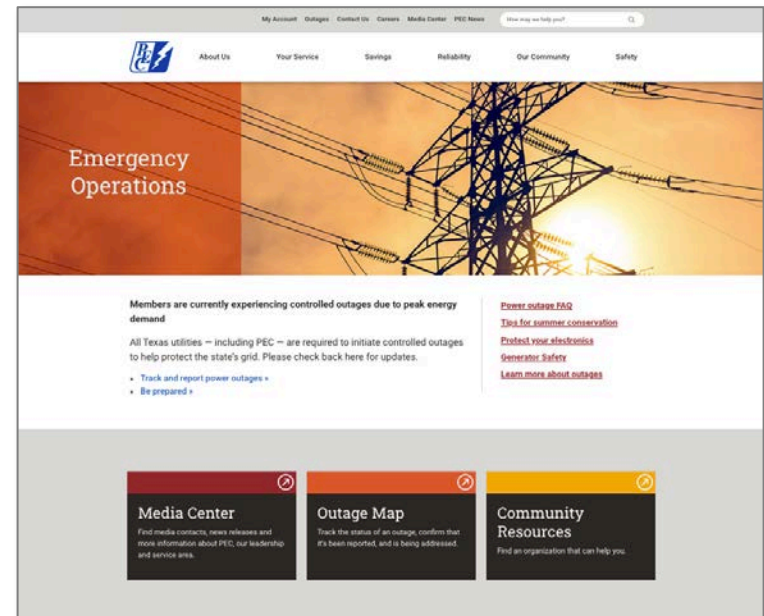 My Account Outages Contact Us Careers Media Center PEC News How may we help you?
PEC
About Us Your Service Savings Reliability Our Community Safety
Emergency
Operations
Members are currently experiencing controlled outages due to peak energy
demand
All Texas utilities — including PEC — are required to initiate controlled outages
to help protect the state's grid. Please check back here for updates.
• Track and report power outages »
• Be prepared »
Power outage FAQ
Tips for summer conservation
Protect your electronics
Generator Safety
Learn more about outages
Media Center
Find media contacts, news releases and
more information about PEC, our leadership
and service area.
Outage Map
Track the status of an outage, confirm that
it's been reported, and is being addressed.
Community
Resources
Find an organization that can help you.